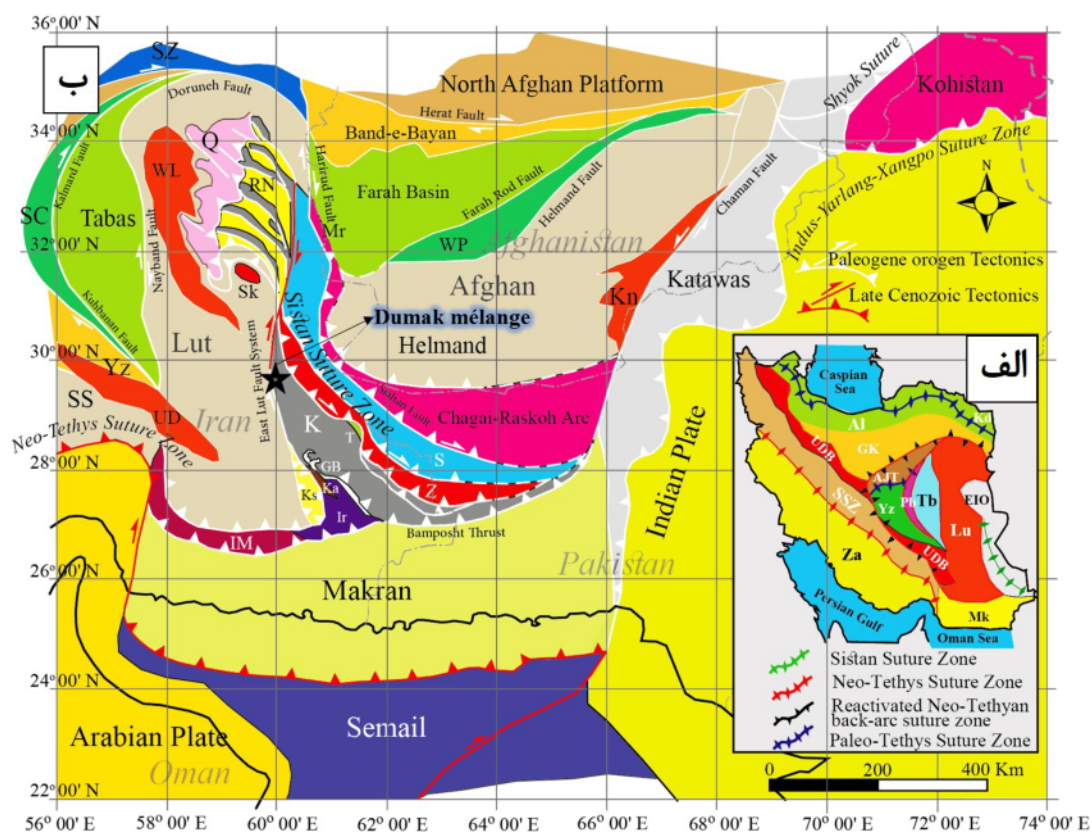 36° 00' N
34° 00' N
32° 00' N
30° 00' N
28° 00' N
26° 00' N
24° 00' N
22° 00' N
56° 00' E
58° 00' E
60° 00' E
62° 00' E
64° 00' E
66° 00' E
68° 00' E
70° 00' E
72° 00' E
74° 00' E
ب
SZ
Doruneh Fault
North Afghan Platform
Herat Fault
Band-e-Bayan
Shyok Suture
Kohistan
Indus-Yarlang-Xangpo Suture Zone
N
Kalmard Fault
SC
Tabas
WL
Q
RN
Harirud Fault
Mr
Farah Basin
Farah Rod Fault
Helmand Fault
WP
Afghanistan
Chaman Fault
Nayband Fault
Sk
Afghan
Kn
Katawas
Paleogene orogen Tectonics
Late Cenozoic Tectonics
Kuhbanan Fault
Lut
Sistan Suture Zone
Dumak mélange
Helmand
East Lut Fault System
Yz
SS
UD
Iran
Neo-Tethys Suture Zone
K
T
GB
Ka
Ks
Ir
IM
Chagai-Raskoh Arc
S
Z
Bamposht Thrust
Indian Plate
Pakistan
Makran
Semail
Arabian Plate
Oman
الف
Caspian
Sea
Kd
Al
UDB
GK
AJT
SSZ
Yz
Pb
Tb
EIO
Lu
Za
UDB
Mk
Persian Gulf
Oman Sea
Sistan Suture Zone
Neo-Tethys Suture Zone
Reactivated Neo-Tethyan
back-arc suture zone
Paleo-Tethys Suture Zone
0 200 400 Km